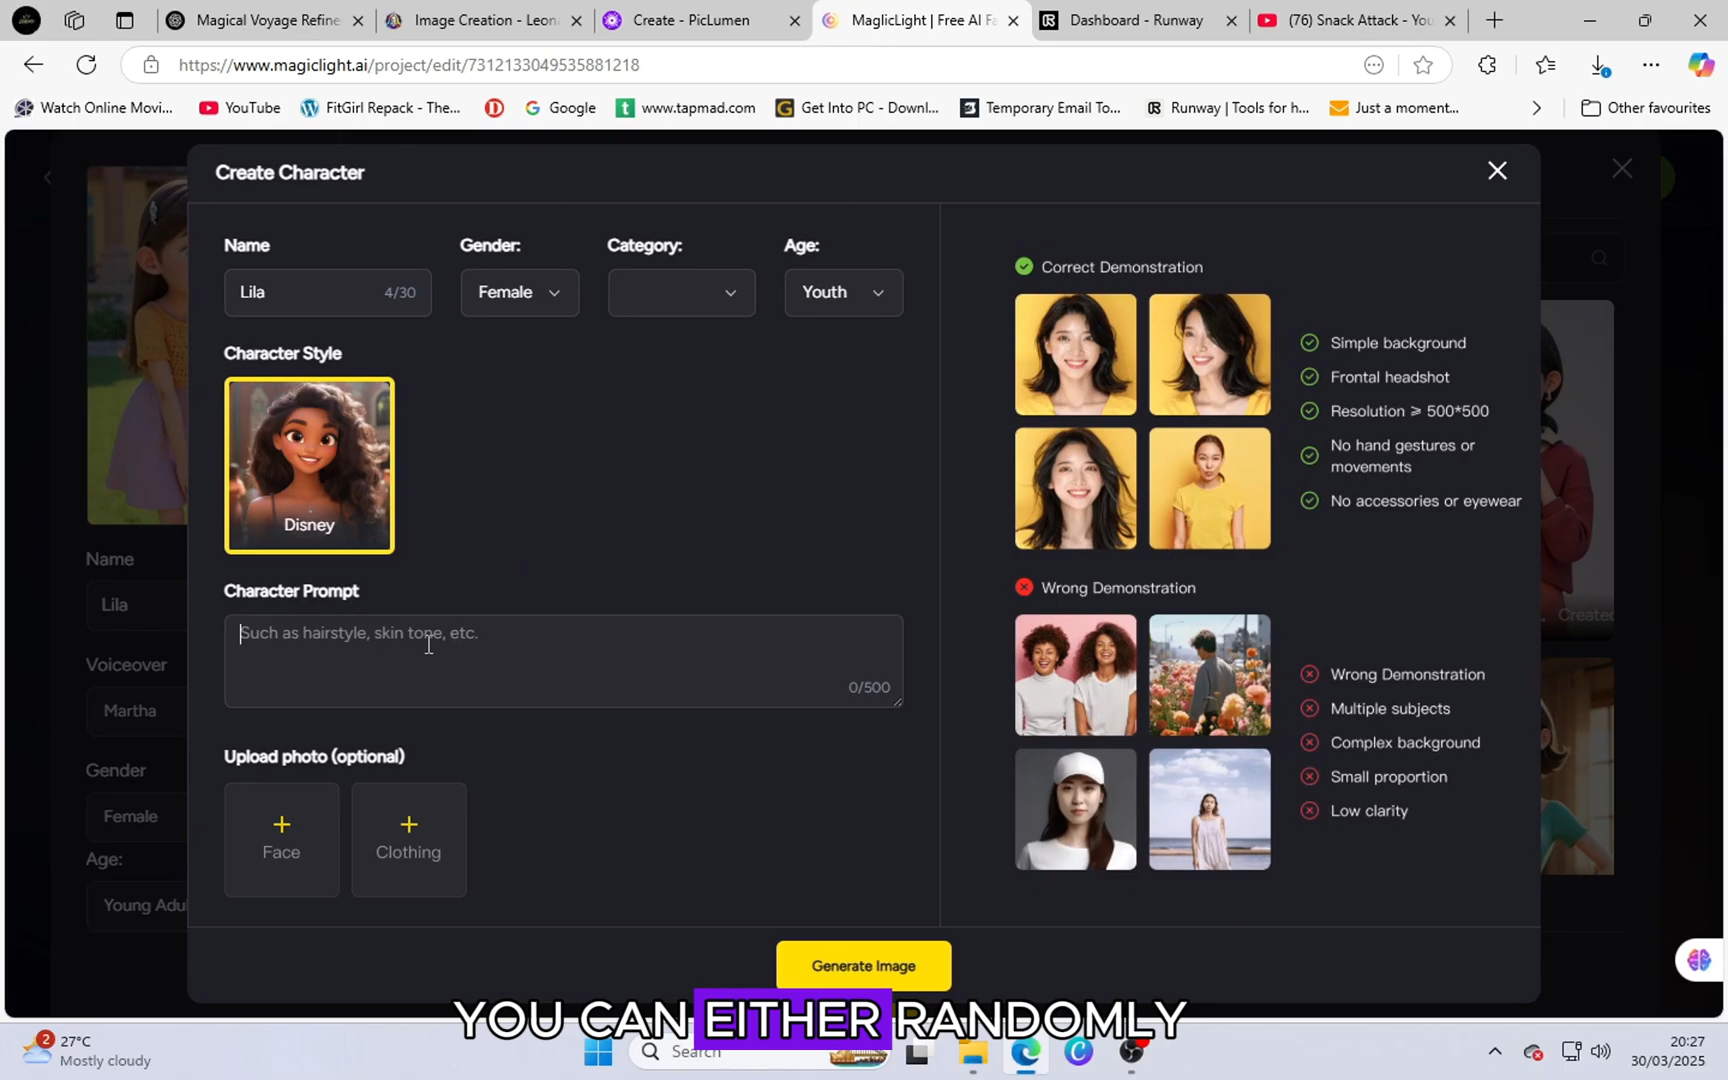 Magical Voyage Refine
Image Creation - Leon
Create - PicLumen
MaglicLight | Free AI Fa
Dashboard - Runway
(76) Snack Attack - You
https://www.magiclight.ai/project/edit/7312133049535881218
Watch Online Movi...
YouTube
FitGirl Repack - The...
Google
www.tapmad.com
Get Into PC - Downl...
Temporary Email To...
Runway | Tools for h...
Just a moment...
Other favourites
Create Character
Name
Gender:
Category:
Age:
Lila
4/30
Female
Youth
Character Style
Disney
Character Prompt
Such as hairstyle, skin tone, etc.
0/500
Upload photo (optional)
Face
Clothing
Correct Demonstration
Simple background
Frontal headshot
Resolution ≥ 500*500
No hand gestures or
movements
No accessories or eyewear
Wrong Demonstration
Wrong Demonstration
Multiple subjects
Complex background
Small proportion
Low clarity
Name
Lila
Voiceover
Martha
Gender
Female
Age:
Young Adul
Created
Generate Image
YOU CAN EITHER RANDOMLY
2
27°C
Mostly cloudy
Search
20:27
30/03/2025